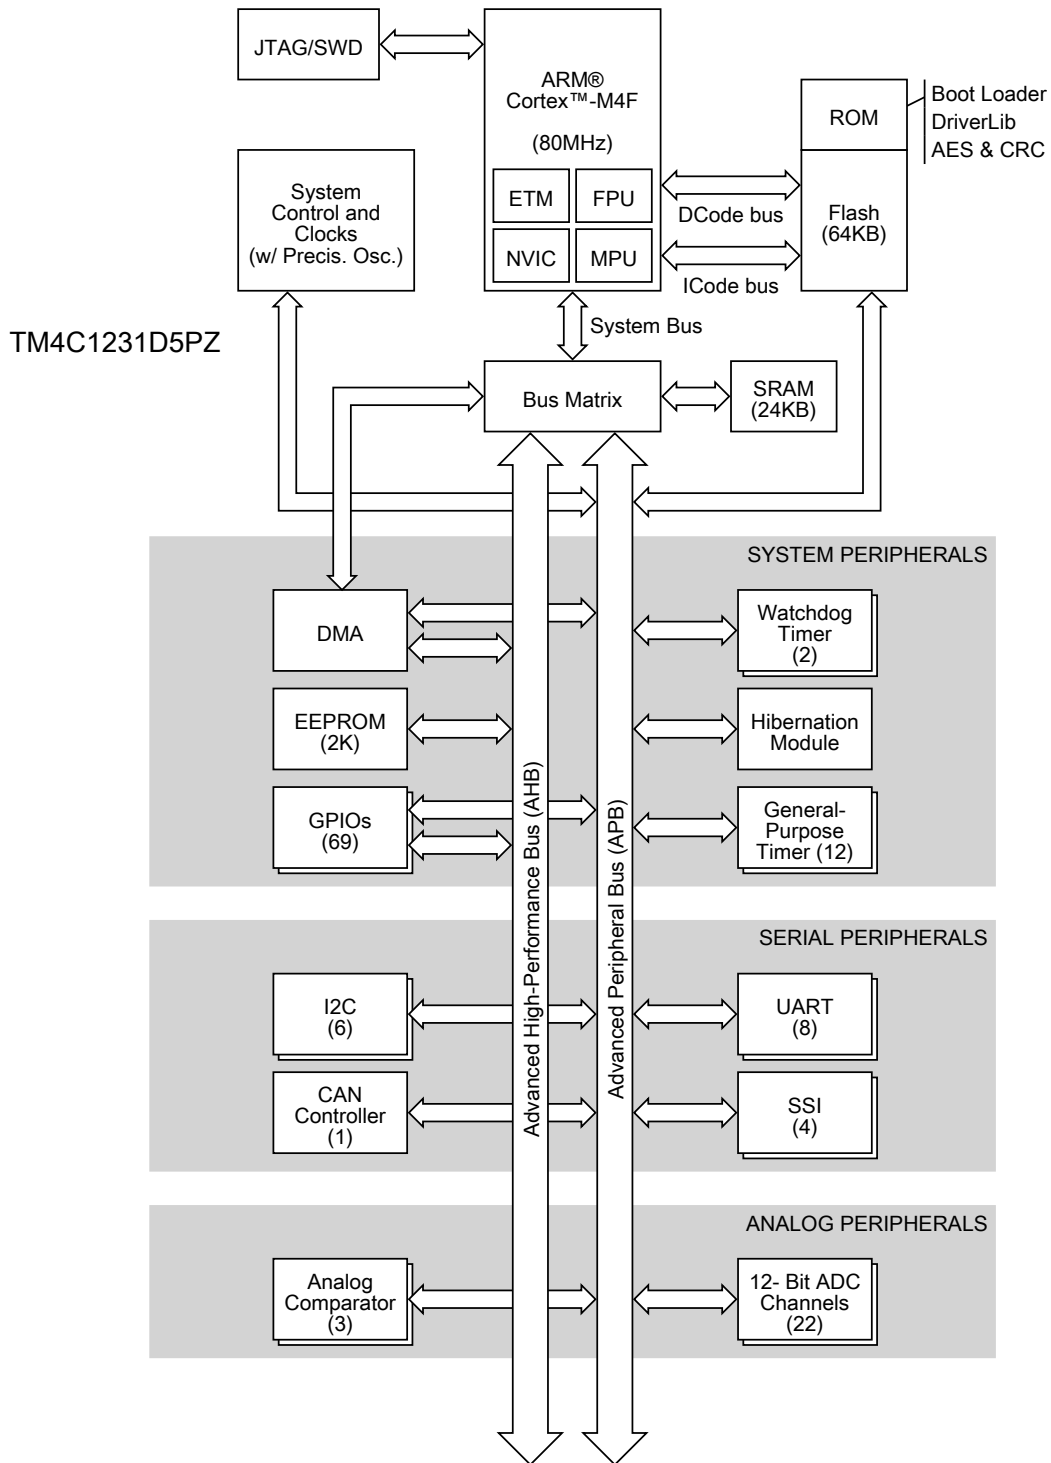 JTAG/SWD
ARM®
Cortex™-M4F
(80MHz)
ETM
FPU
NVIC
MPU
ROM
Boot Loader
DriverLib
AES & CRC
Flash
(64KB)
DCode bus
ICode bus
System
Control and
Clocks
(w/ Precis. Osc.)
TM4C1231D5PZ
System Bus
Bus Matrix
SRAM
(24KB)
SYSTEM PERIPHERALS
DMA
Watchdog
Timer
(2)
EEPROM
(2K)
Hibernation
Module
GPIOs
(69)
General-
Purpose
Timer (12)
Advanced High-Performance Bus (AHB)
Advanced Peripheral Bus (APB)
SERIAL PERIPHERALS
I2C
(6)
UART
(8)
CAN
Controller
(1)
SSI
(4)
ANALOG PERIPHERALS
Analog
Comparator
(3)
12- Bit ADC
Channels
(22)